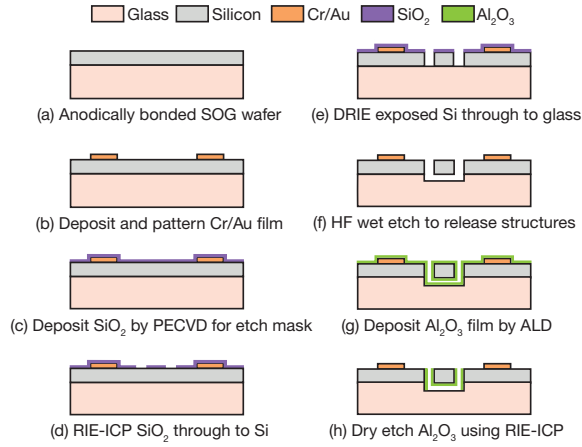 Glass Silicon Cr/Au SiO₂ Al₂O₃
(a) Anodically bonded SOG wafer
(e) DRIE exposed Si through to glass
(b) Deposit and pattern Cr/Au film
(f) HF wet etch to release structures
(c) Deposit SiO₂ by PECVD for etch mask
(g) Deposit Al₂O₃ film by ALD
(d) RIE-ICP SiO₂ through to Si
(h) Dry etch Al₂O₃ using RIE-ICP